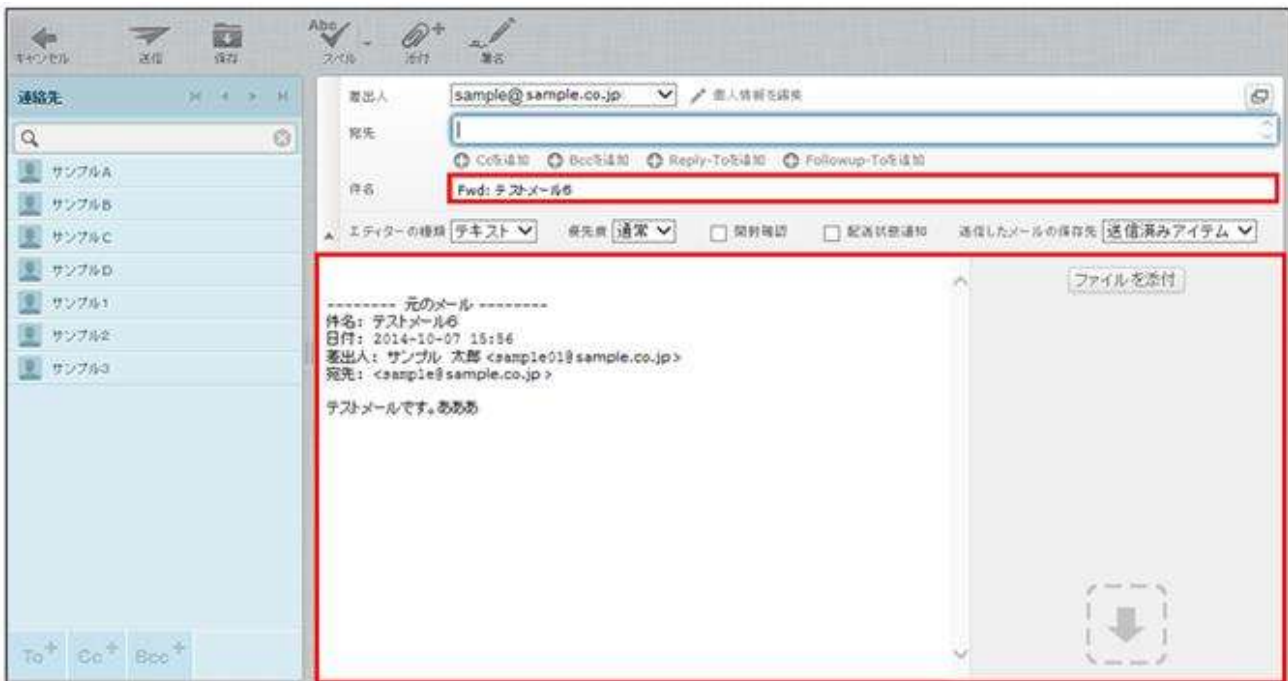 Abc
キャンセル 送信 保存 スペル 添付 署名
連絡先
サンプルA
サンプルB
サンプルC
サンプルD
サンプル1
サンプル2
サンプル3
To+ Cc+ Bcc+
差出人 sample@sample.co.jp 個人情報を編集
宛先
Ccを追加 Bccを追加 Reply-Toを追加 Followup-Toを追加
件名 Fwd: テストメール6
エディターの種類 テキスト 優先度 通常 開封確認 配送状態通知 送信したメールの保存先 送信済みアイテム
ファイルを添付
-------- 元のメール --------
件名: テストメール6
日付: 2014-10-07 15:56
差出人: サンプル 太郎 <sample01@sample.co.jp>
宛先: <sample@sample.co.jp>
テストメールです。あああ